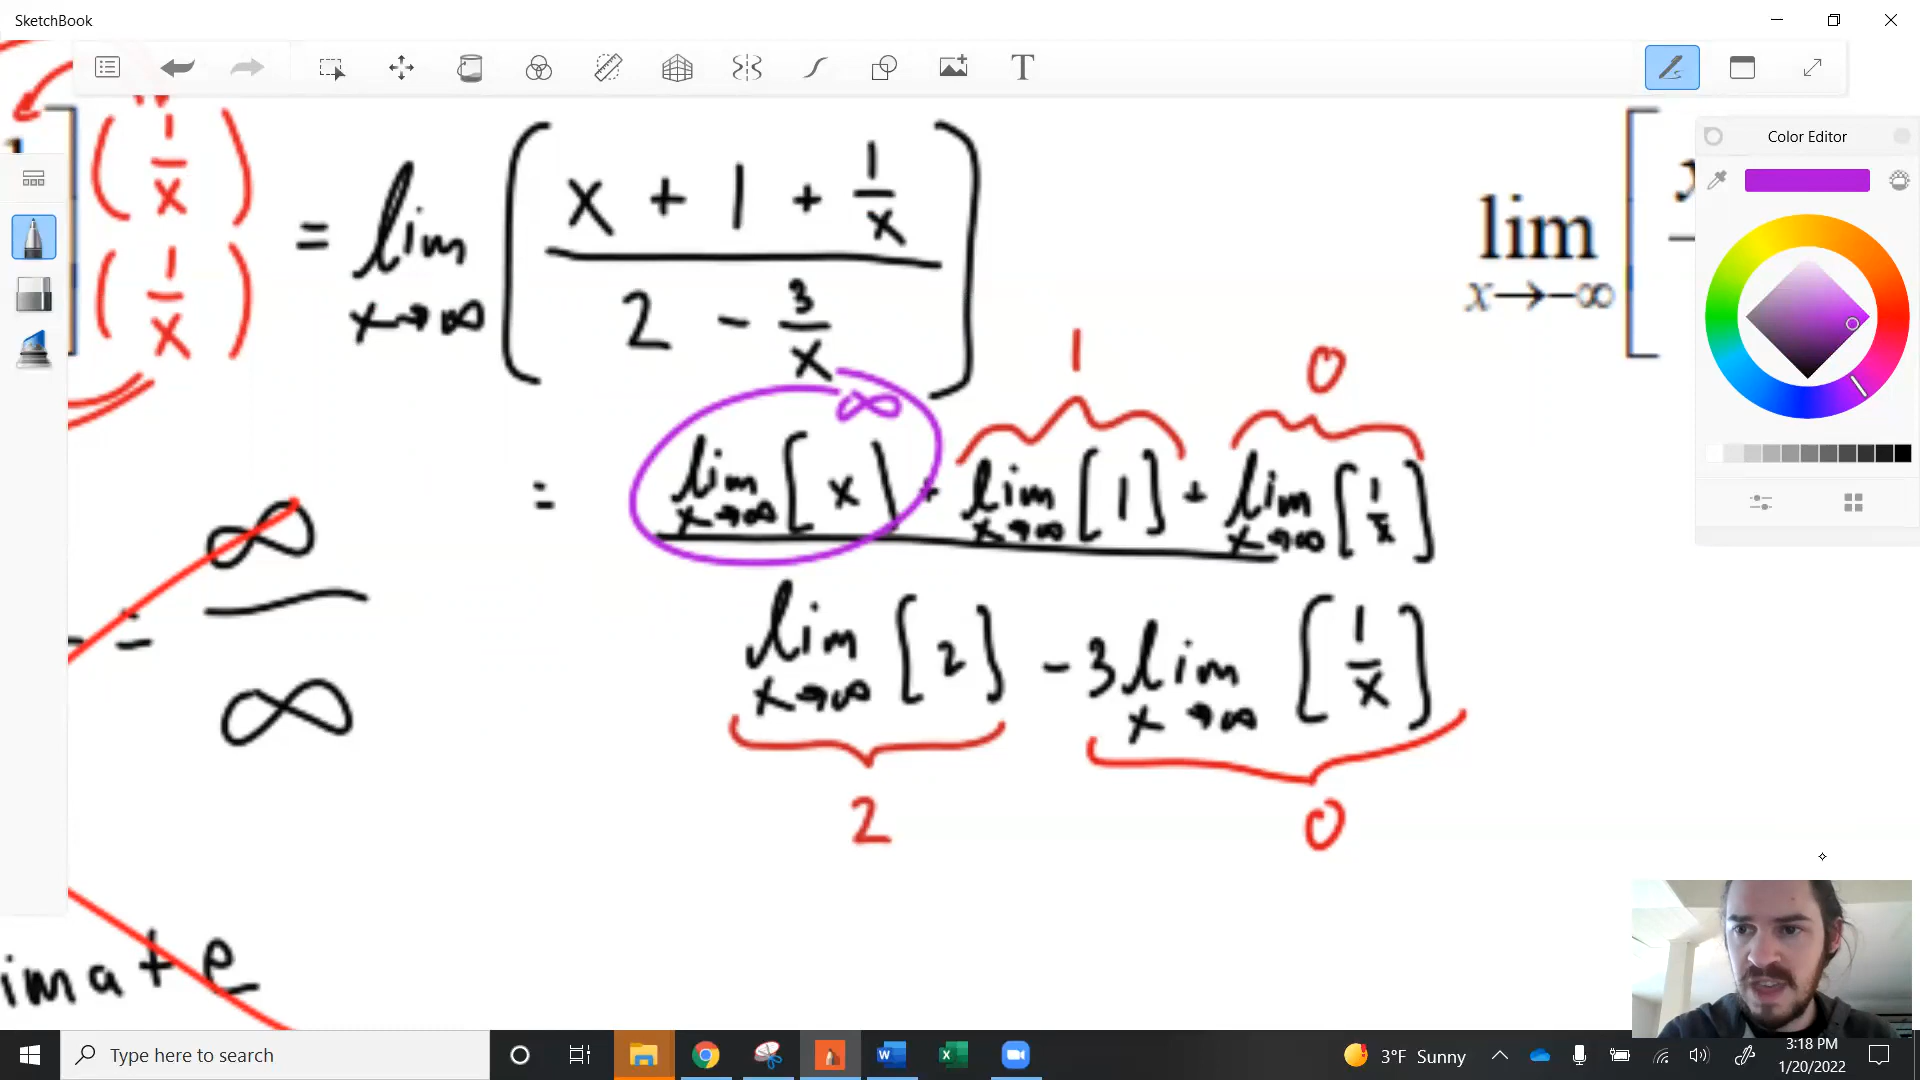 SketchBook
T
Color Editor
( 1/x )
( 1/x )
= lim x→∞ [ (x + 1 + 1/x) / (2 - 3/x) ]
lim x→-∞ [ x
∞
1
0
= lim x→∞ [x] + lim x→∞ [1] + lim x→∞ [1/x]
lim x→∞ [2] - 3 lim x→∞ [1/x]
2
0
= ∞
∞
imate
Type here to search
3°F Sunny
3:18 PM
1/20/2022